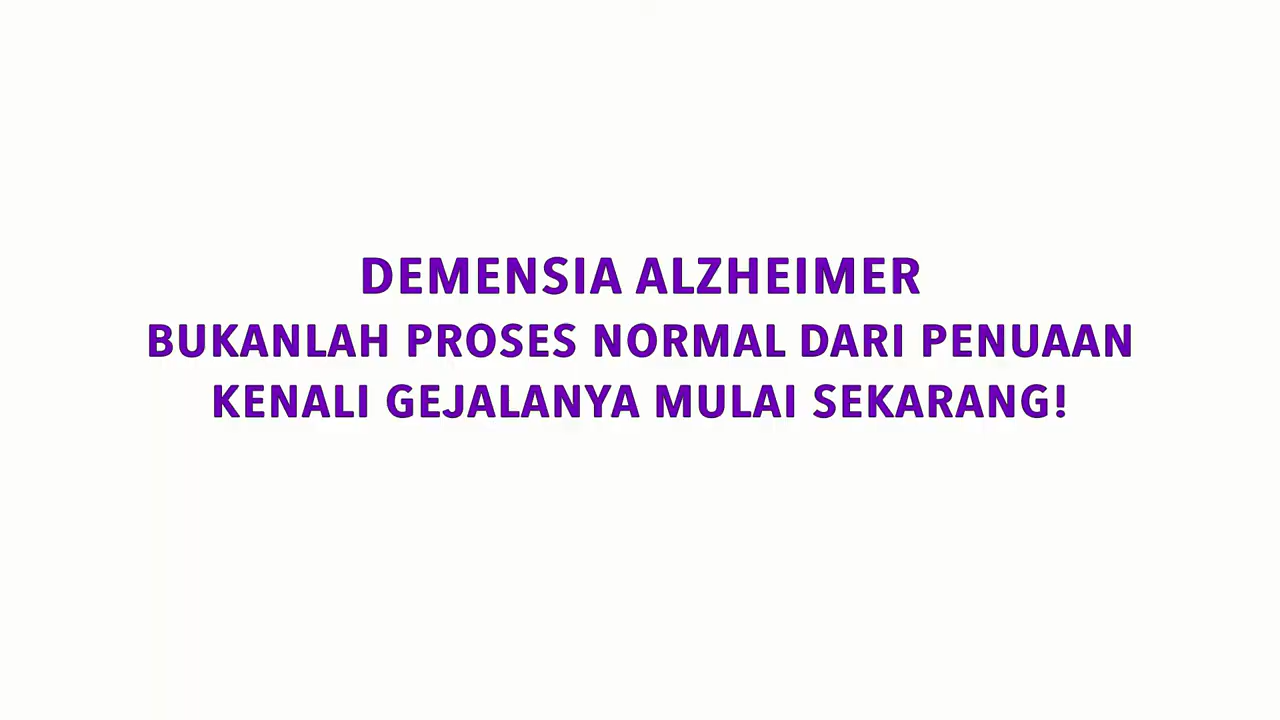 DEMENSIA ALZHEIMER
BUKANLAH PROSES NORMAL DARI PENUAAN
KENALI GEJALANYA MULAI SEKARANG!